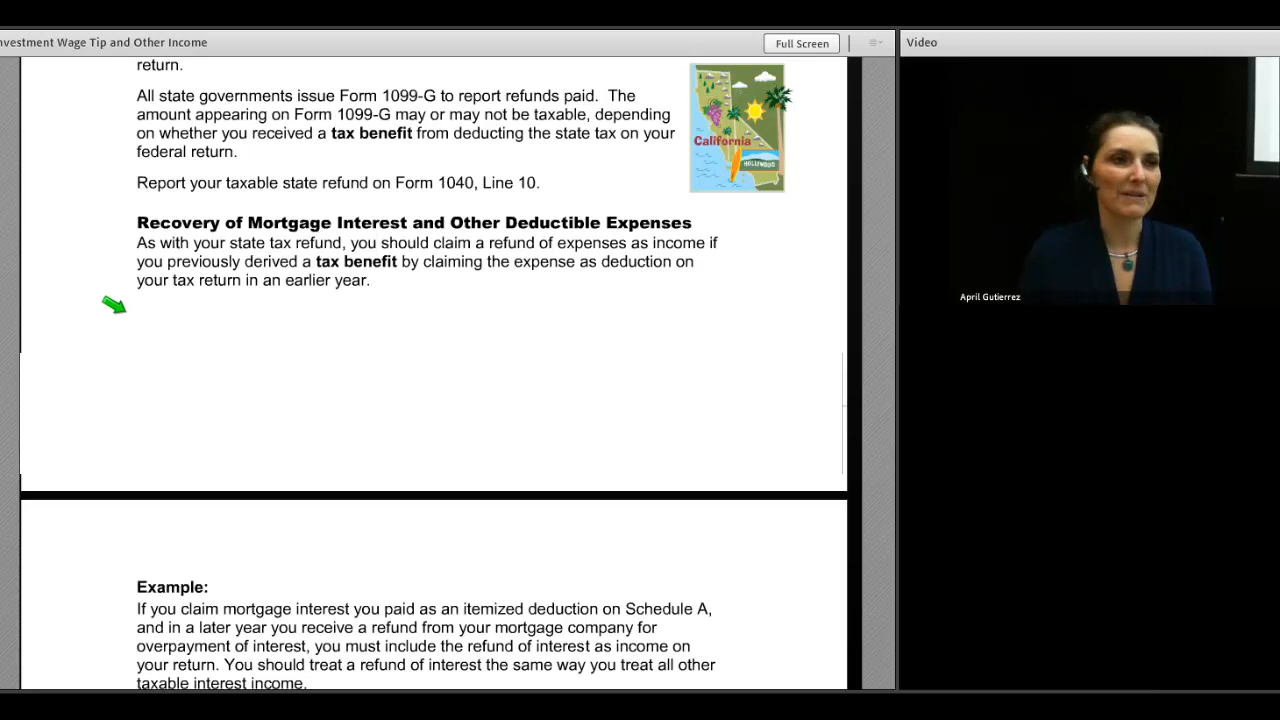 nvestment Wage Tip and Other Income
Full Screen
Video
return.
All state governments issue Form 1099-G to report refunds paid. The
amount appearing on Form 1099-G may or may not be taxable, depending
on whether you received a tax benefit from deducting the state tax on your
federal return.
California
HOLLYWOOD
Report your taxable state refund on Form 1040, Line 10.
Recovery of Mortgage Interest and Other Deductible Expenses
As with your state tax refund, you should claim a refund of expenses as income if
you previously derived a tax benefit by claiming the expense as deduction on
your tax return in an earlier year.
April Gutierrez
Example:
If you claim mortgage interest you paid as an itemized deduction on Schedule A,
and in a later year you receive a refund from your mortgage company for
overpayment of interest, you must include the refund of interest as income on
your return. You should treat a refund of interest the same way you treat all other
taxable interest income.